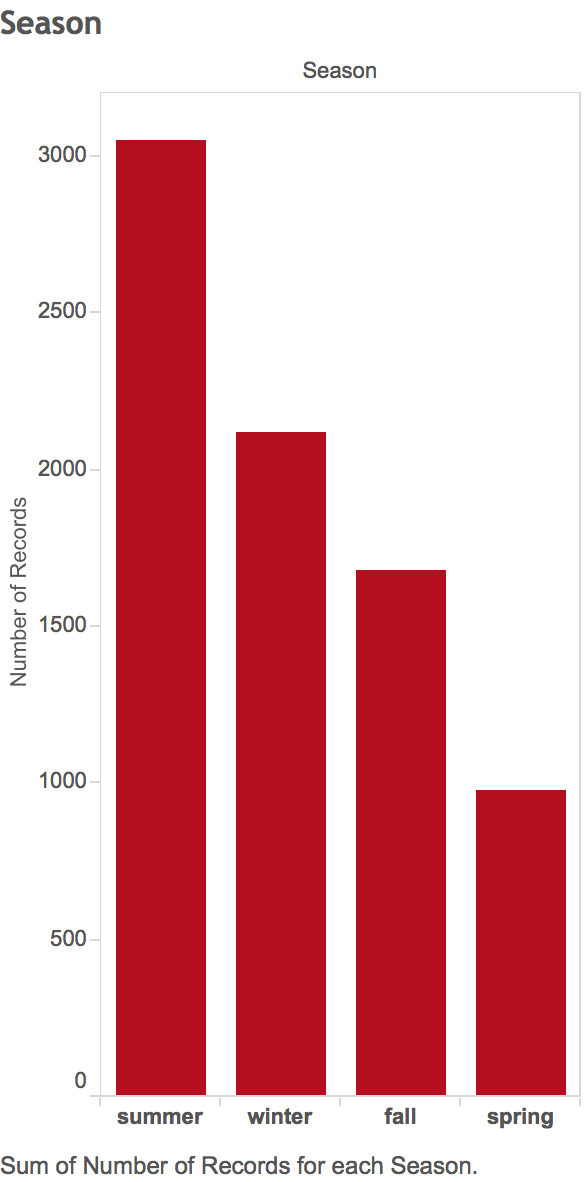 Season
Season
3000
2500
2000
1500
1000
500
0
Number of Records
summer winter fall spring
Sum of Number of Records for each Season.